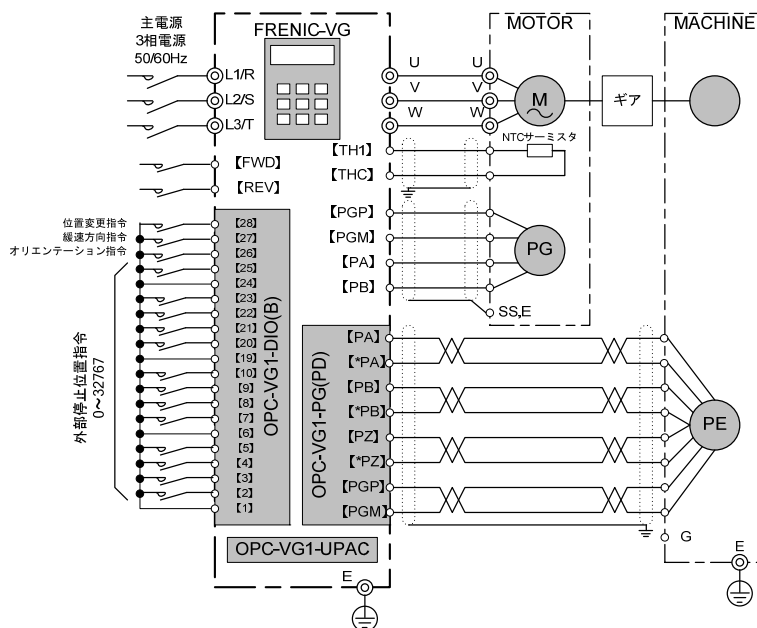 主電源
3相電源
50/60Hz
FRENIC-VG
MOTOR
MACHINE
L1/R
L2/S
L3/T
U
V
W
U
V
W
M
ギア
NTCサーミスタ
【FWD】
【REV】
【TH1】
【THC】
【PGP】
【PGM】
【PA】
【PB】
PG
SS,E
位置変更指令
緩速方向指令
オリエンテーション指令
外部停止位置指令
0~32767
【28】
【27】
【26】
【25】
【24】
【23】
【22】
【21】
【20】
【19】
【10】
【9】
【8】
【7】
【6】
【5】
【4】
【3】
【2】
【1】
OPC-VG1-DIO(B)
OPC-VG1-PG(PD)
【PA】
【*PA】
【PB】
【*PB】
【PZ】
【*PZ】
【PGP】
【PGM】
PE
G
E
OPC-VG1-UPAC
E